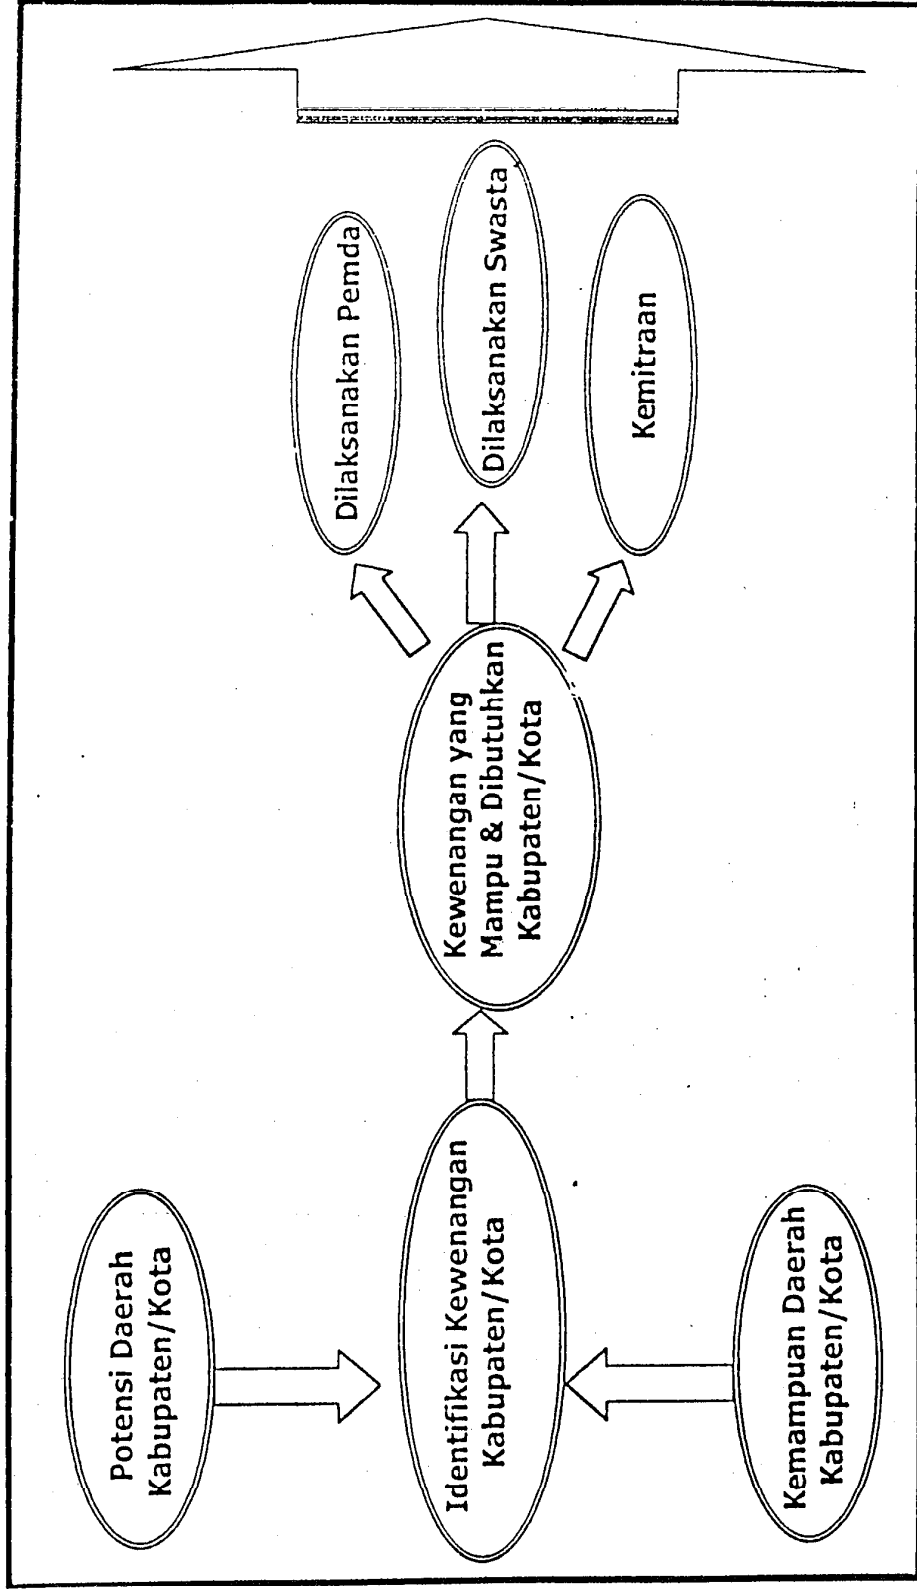 Potensi Daerah
Kabupaten/Kota
Identifikasi Kewenangan
Kabupaten/Kota
Kemampuan Daerah
Kabupaten/Kota
Kewenangan yang
Mampu & Dibutuhkan
Kabupaten/Kota
Dilaksanakan Pemda
Dilaksanakan Swasta
Kemitraan